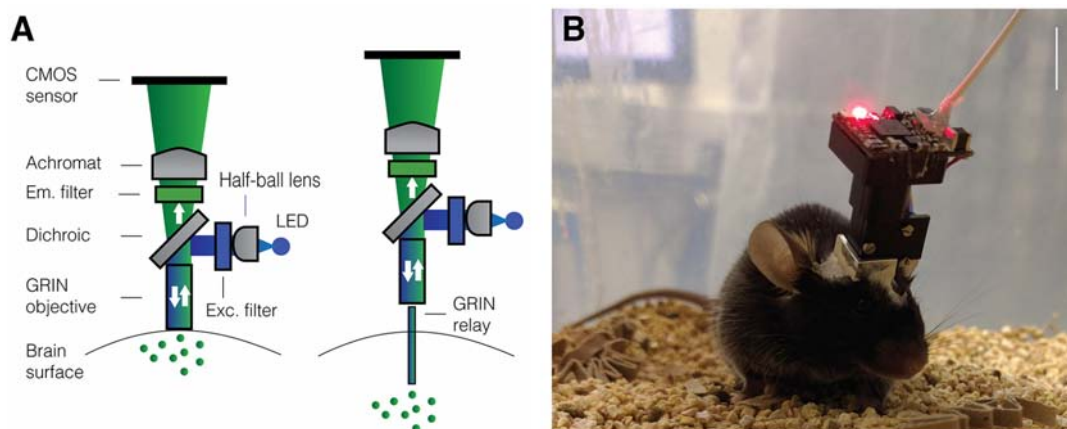 A
CMOS
sensor
Achromat
Em. filter
Half-ball lens
LED
Dichroic
GRIN
objective
Exc. filter
GRIN
relay
Brain
surface
B